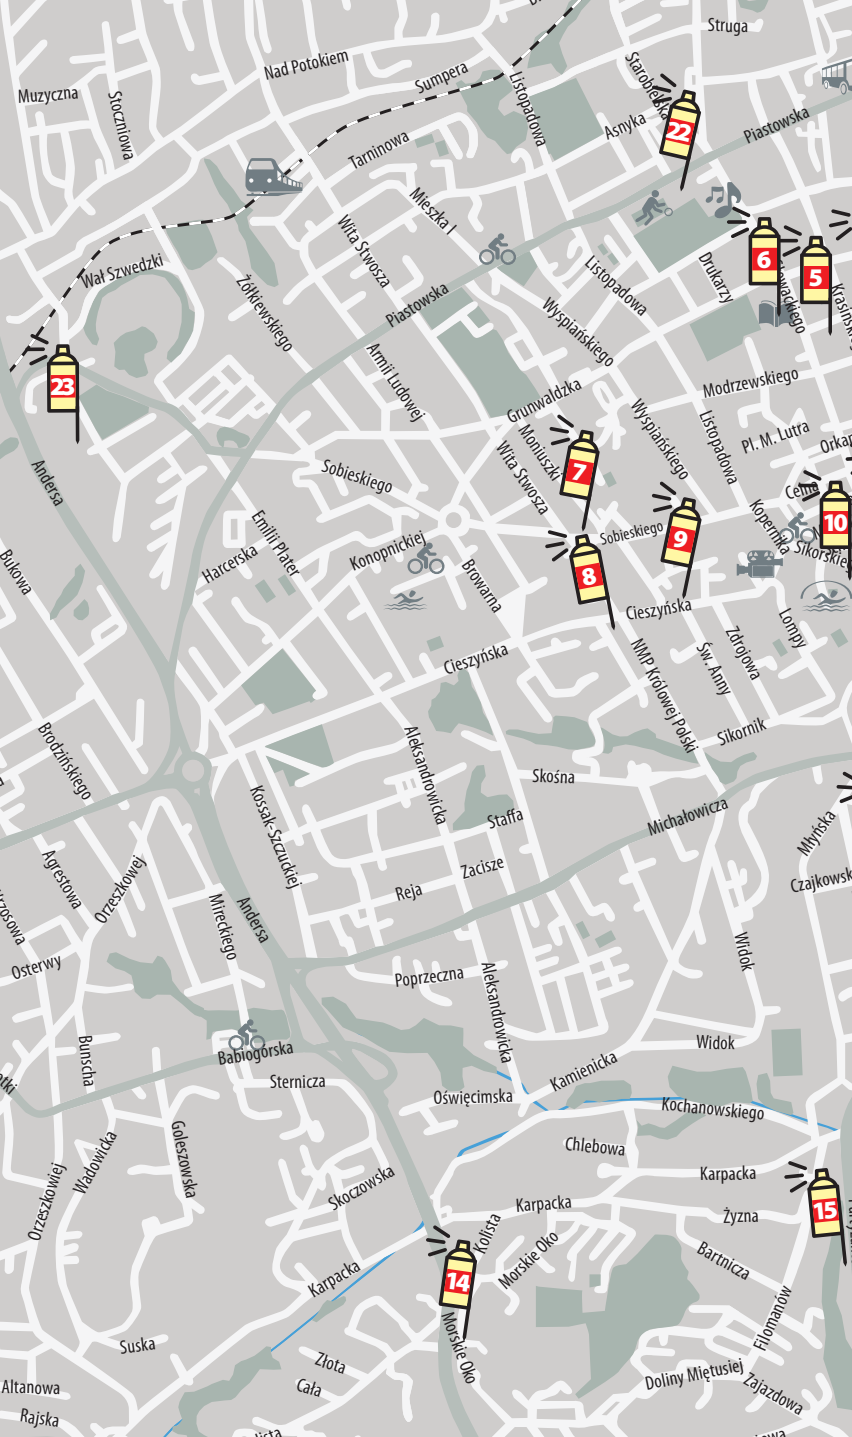 Struga
Nad Potokiem
Sumpera
Starobielska
Muzyczna
Stoczniowa
Listopadowa
Asnyka
22
Piastowska
Tarninowa
Mieszka I
Wita Stwosza
6
5
Wał Szwedzki
Żółkiewskiego
Piastowska
Listopadowa
Drukarzy
Słowackiego
Wyspiańskiego
Armii Ludowej
23
Grunwaldzka
Modrzewskiego
Wyspiańskiego
Listopadowa
Pl. M. Lutra
Moniuszki
Wita Stwosza
7
Andersa
Sobieskiego
Celna
10
Kopernika
Sobieskiego
9
Emilii Plater
Konopnickiej
Harcerska
8
Bukowa
Browarna
Cieszyńska
Lompy
Zdrojowa
Św. Anny
NMP Królowej Polski
Cieszyńska
Sikornik
Brodzińskiego
Aleksandrowicka
Skośna
Michałowicza
Kossak-Szczuckiej
Staffa
Młyńska
Zacisze
Agrestowa
Orzeszkowej
Reja
Mireckiego
Andersa
Widok
Osterwy
Poprzeczna
Aleksandrowicka
Bunscha
Babiogórska
Widok
Kamienicka
Sternicza
Oświęcimska
Kochanowskiego
Goleszowska
Wadowicka
Chlebowa
Karpacka
Orzeszkowiej
Skoczowska
Karpacka
Żyzna
15
Kolista
Morskie Oko
Bartnicza
Karpacka
14
Filomanów
Suska
Morskie Oko
Złota
Cała
Doliny Miętusiej
Zajazdowa
Altanowa
Rajska